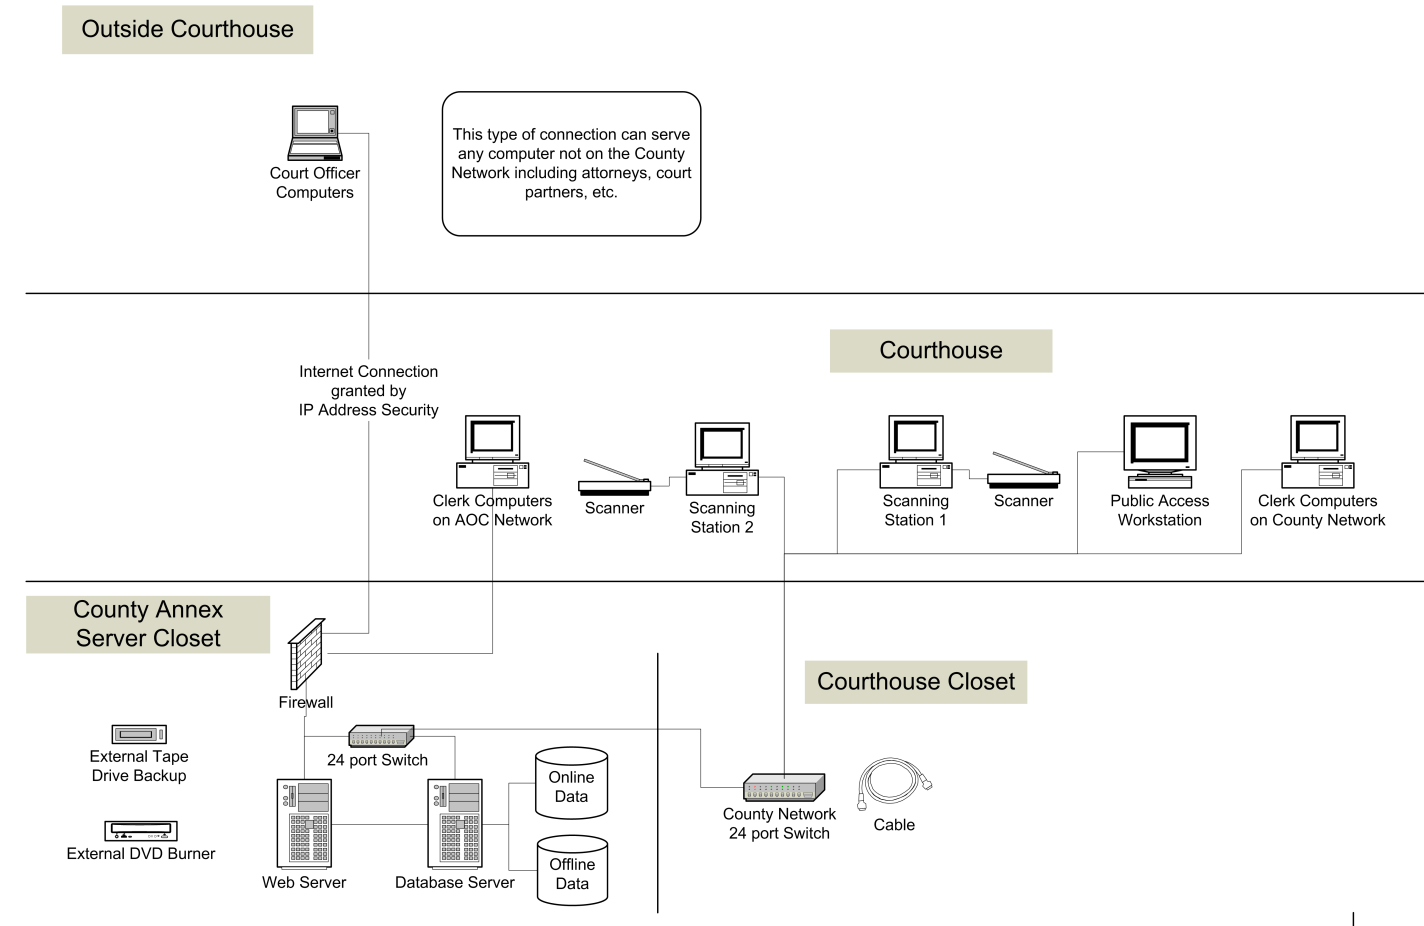 Outside Courthouse
Court Officer
Computers
This type of connection can serve
any computer not on the County
Network including attorneys, court
partners, etc.
Courthouse
Internet Connection
granted by
IP Address Security
Clerk Computers
on AOC Network
Scanner
Scanning
Station 2
Scanning
Station 1
Scanner
Public Access
Workstation
Clerk Computers
on County Network
County Annex
Server Closet
Firewall
Courthouse Closet
External Tape
Drive Backup
24 port Switch
Online
Data
External DVD Burner
Web Server
Database Server
Offline
Data
County Network
24 port Switch
Cable